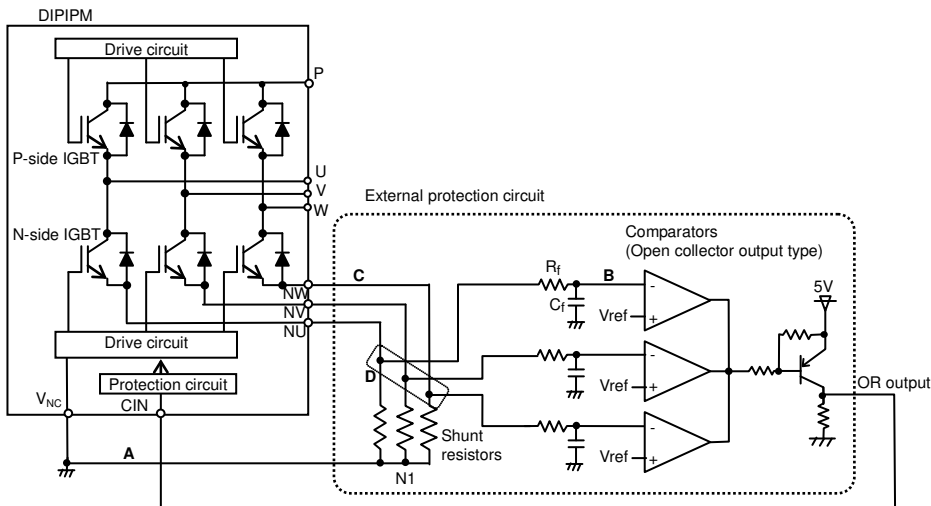 DIPIPM
Drive circuit
P
P-side IGBT
U
V
W
External protection circuit
N-side IGBT
Comparators
(Open collector output type)
C
Rf
B
-
5V
NW
Cf
Vref
+
NV
NU
Drive circuit
-
D
Protection circuit
Vref
+
OR output
VNC
CIN
-
Shunt
resistors
A
Vref
+
N1